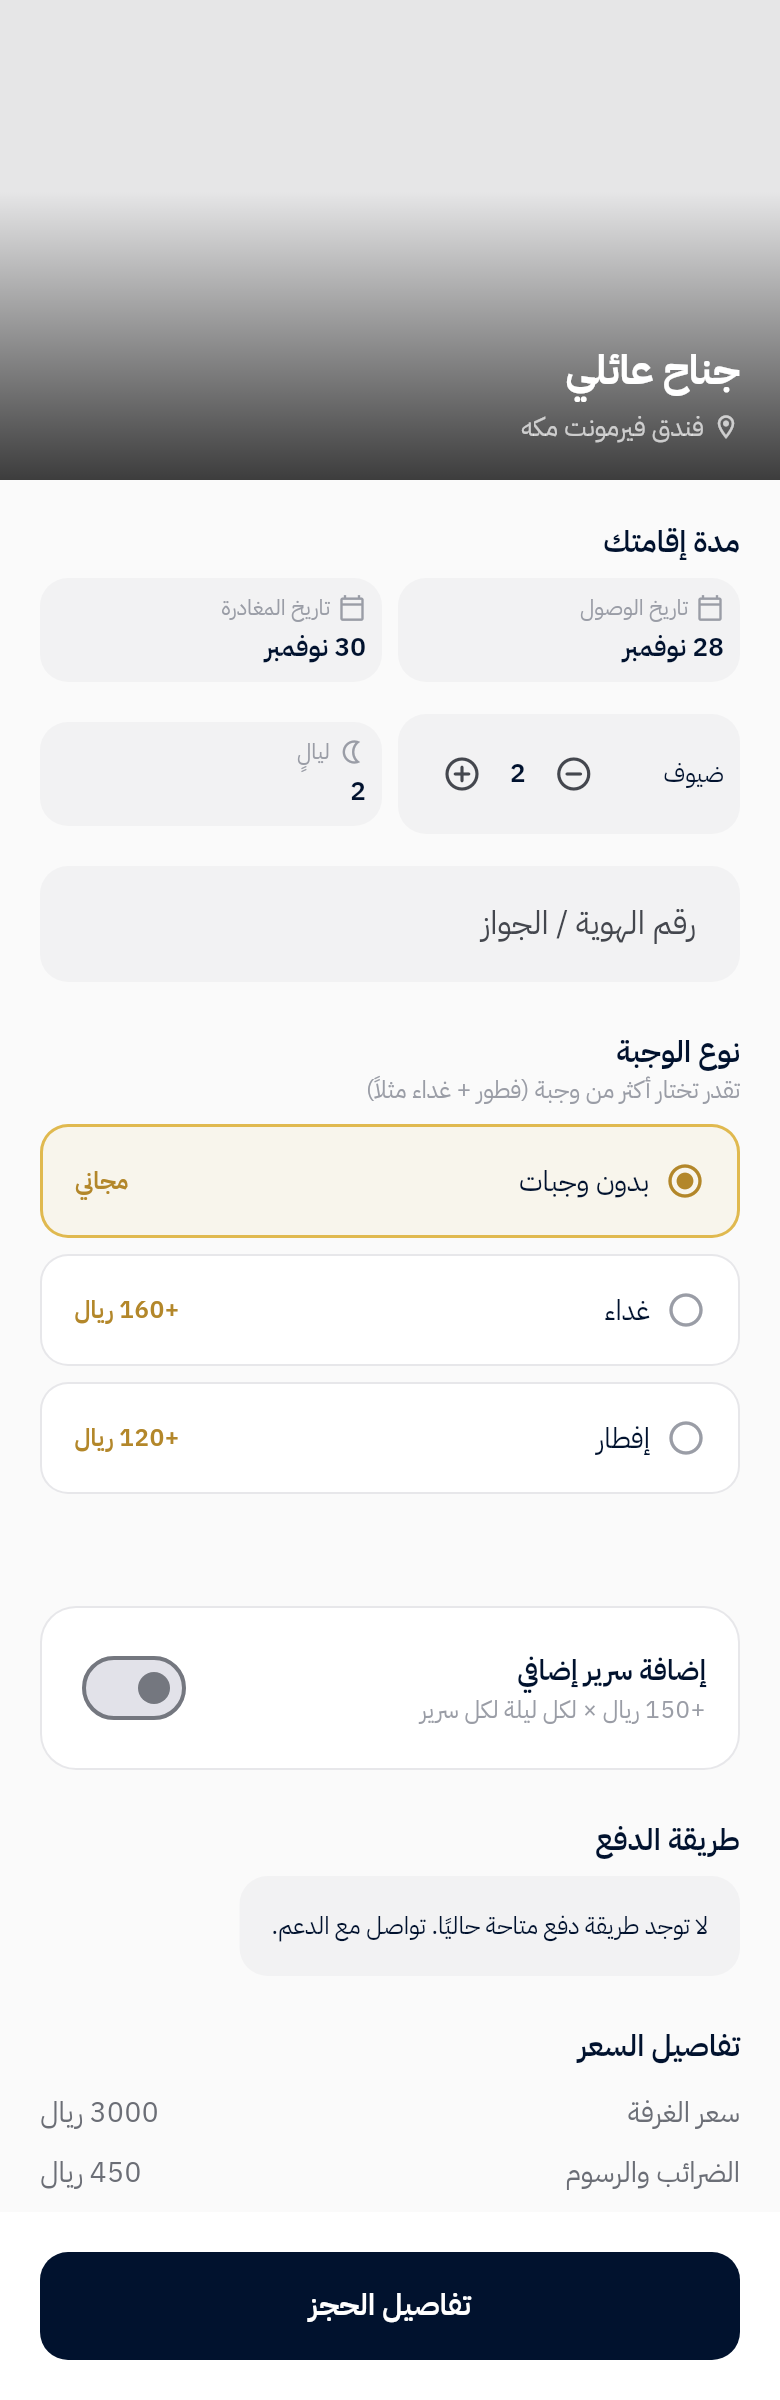 جناح عائلي
فندق فيرمونت مكه
مدة إقامتك
تاريخ الوصول
28 نوفمبر
تاريخ المغادرة
30 نوفمبر
ضيوف
2
ليالٍ
2
رقم الهوية / الجواز
نوع الوجبة
تقدر تختار أكثر من وجبة (فطور + غداء مثلاً)
بدون وجبات
مجاني
غداء
+160 ريال
إفطار
+120 ريال
إضافة سرير إضافي
+150 ريال × لكل ليلة لكل سرير
طريقة الدفع
لا توجد طريقة دفع متاحة حاليًا. تواصل مع الدعم.
تفاصيل السعر
سعر الغرفة
3000 ريال
الضرائب والرسوم
450 ريال
تفاصيل الحجز